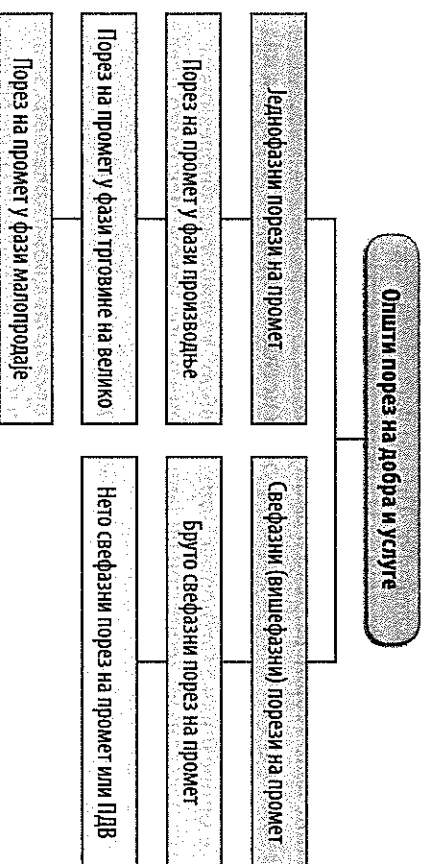 Општи порез на добра и услуге
Једнофазни порези на промет
Порез на промет у фази производње
Порез на промет у фази трговине на велико
Порез на промет у фази малопродаје
Свефазни (вишефазни) порези на промет
Бруто свефазни порез на промет
Нето свефазни порез на промет или ПДВ